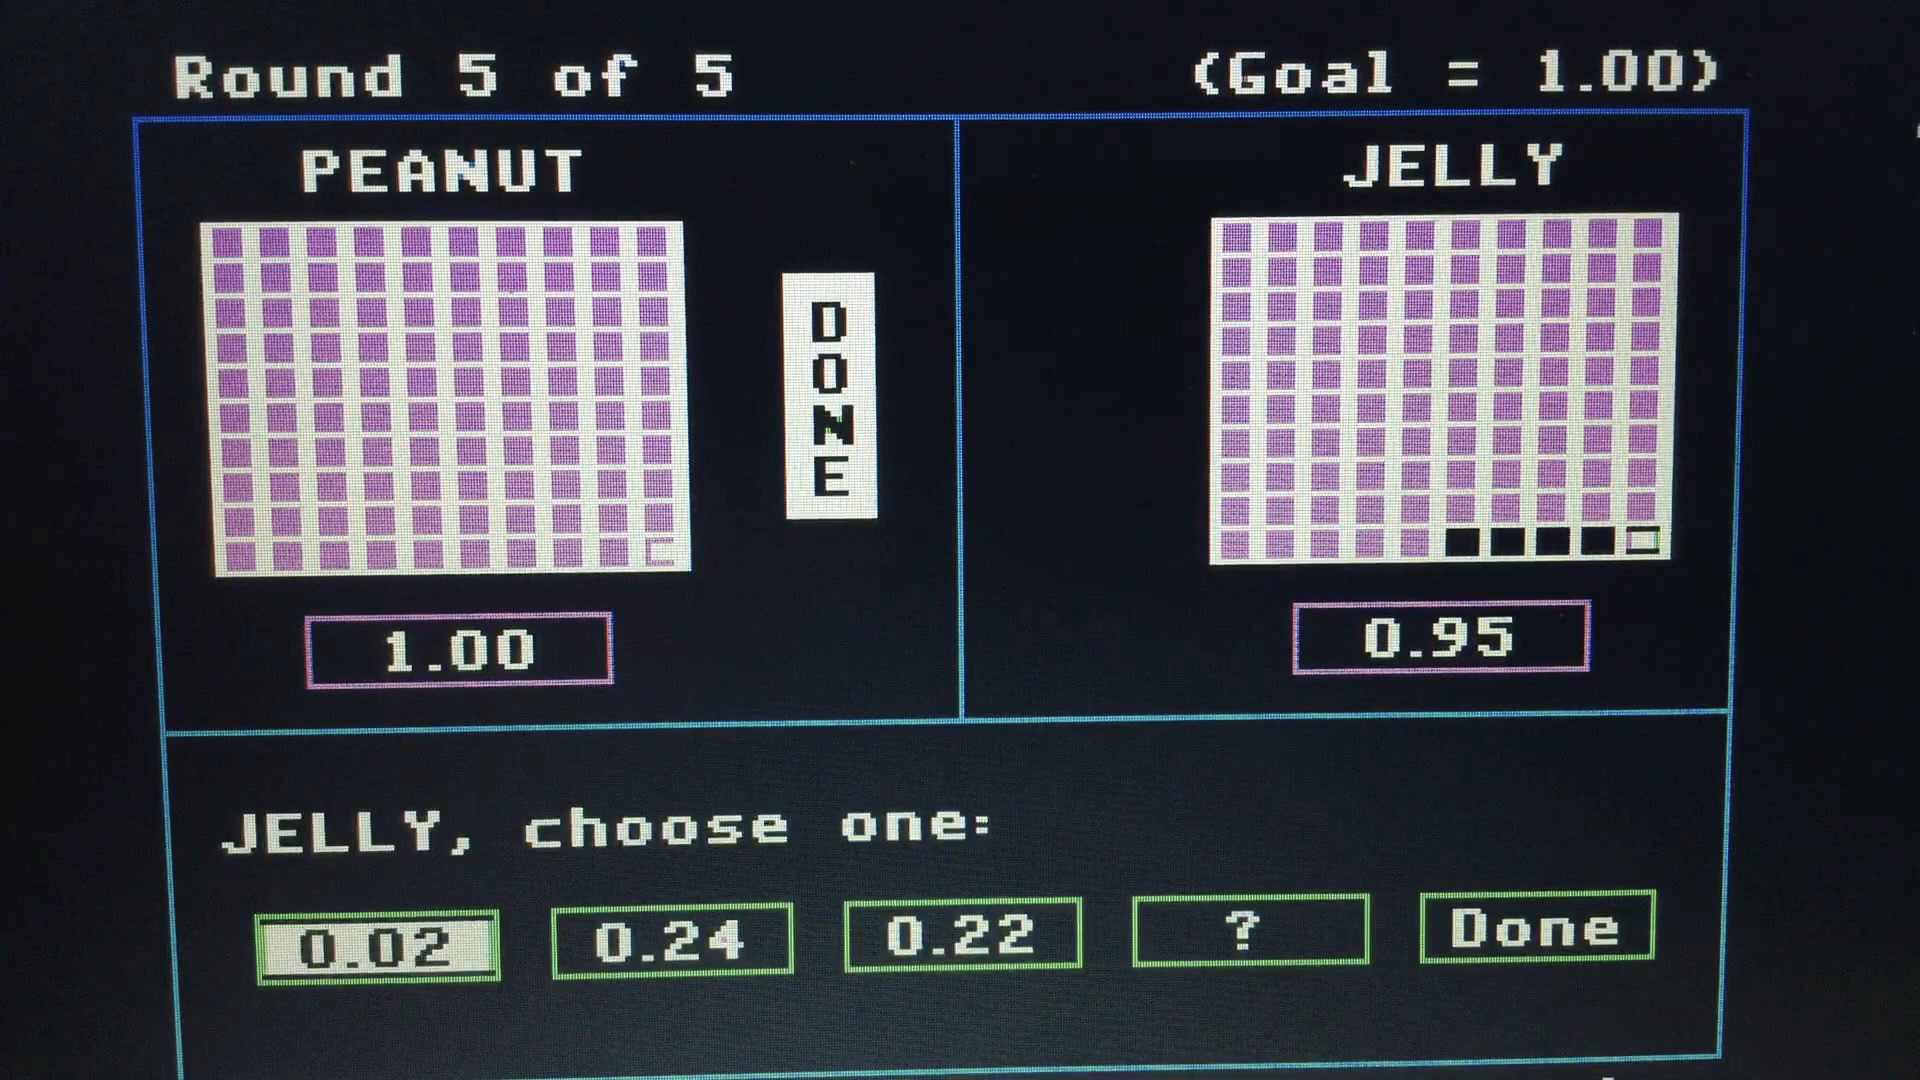 Round 5 of 5
(Goal = 1.00)
PEANUT
JELLY
DONE
1.00
0.95
JELLY, choose one:
0.02
0.24
0.22
?
Done